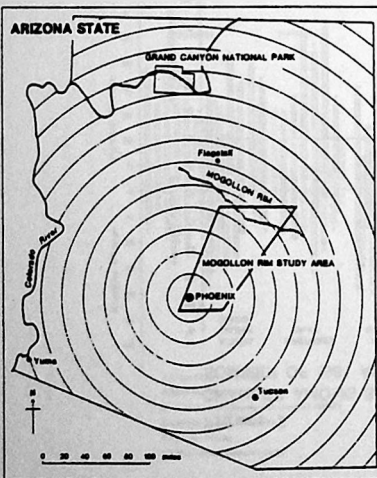 ARIZONA STATE
GRAND CANYON NATIONAL PARK
Flagstaff
MOGOLLON RIM
MOGOLLON RIM STUDY AREA
PHOENIX
Colorado River
Yuma
Tucson
N
0 20 40 60 80 100 miles